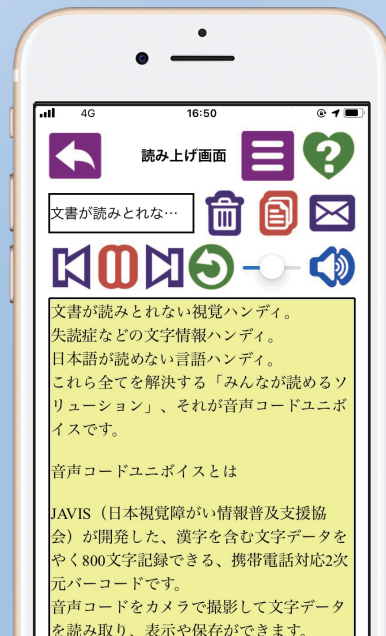 4G 16:50
読み上げ画面
文書が読みとれな…
文書が読みとれない視覚ハンディ。
失読症などの文字情報ハンディ。
日本語が読めない言語ハンディ。
これら全てを解決する「みんなが読めるソ
リューション」、それが音声コードユニボ
イスです。
音声コードユニボイスとは
JAVIS（日本視覚障がい情報普及支援協
会）が開発した、漢字を含む文字データを
やく800文字記録できる、携帯電話対応2次
元バーコードです。
音声コードをカメラで撮影して文字データ
を読み取り、表示や保存ができます。